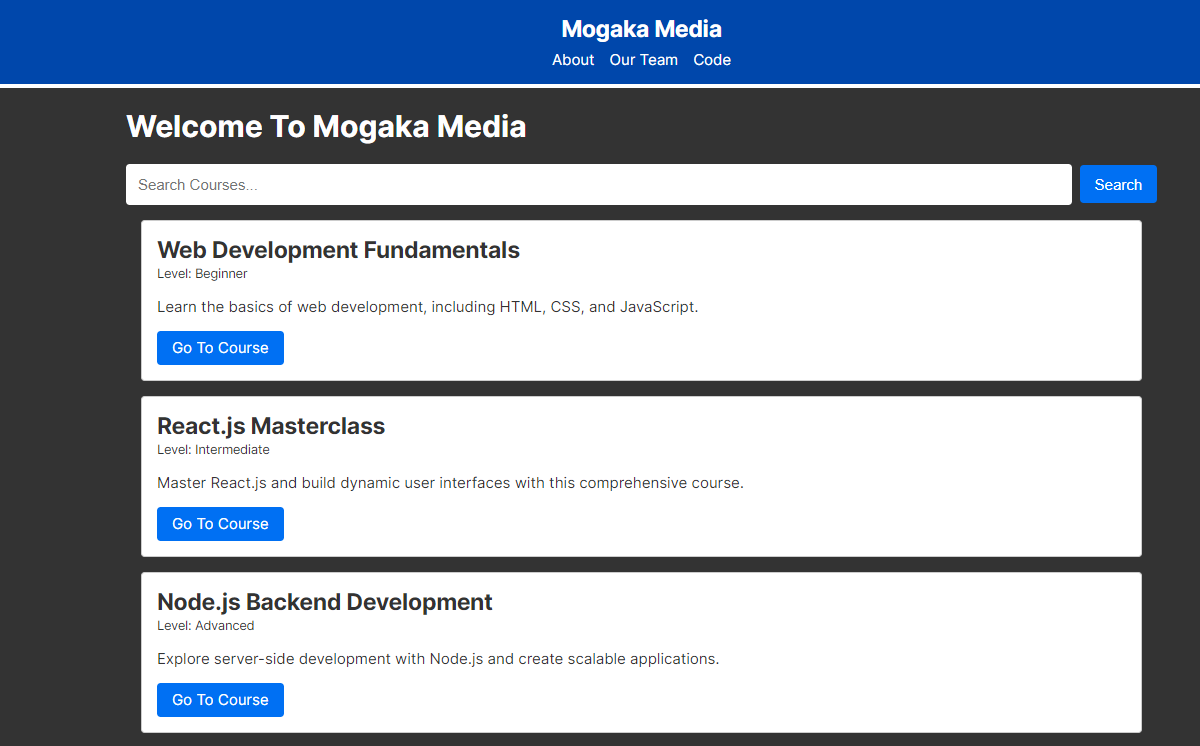 Mogaka Media
About Our Team Code
Welcome To Mogaka Media
Search Courses... Search
Web Development Fundamentals
Level: Beginner
Learn the basics of web development, including HTML, CSS, and JavaScript.
Go To Course
React.js Masterclass
Level: Intermediate
Master React.js and build dynamic user interfaces with this comprehensive course.
Go To Course
Node.js Backend Development
Level: Advanced
Explore server-side development with Node.js and create scalable applications.
Go To Course